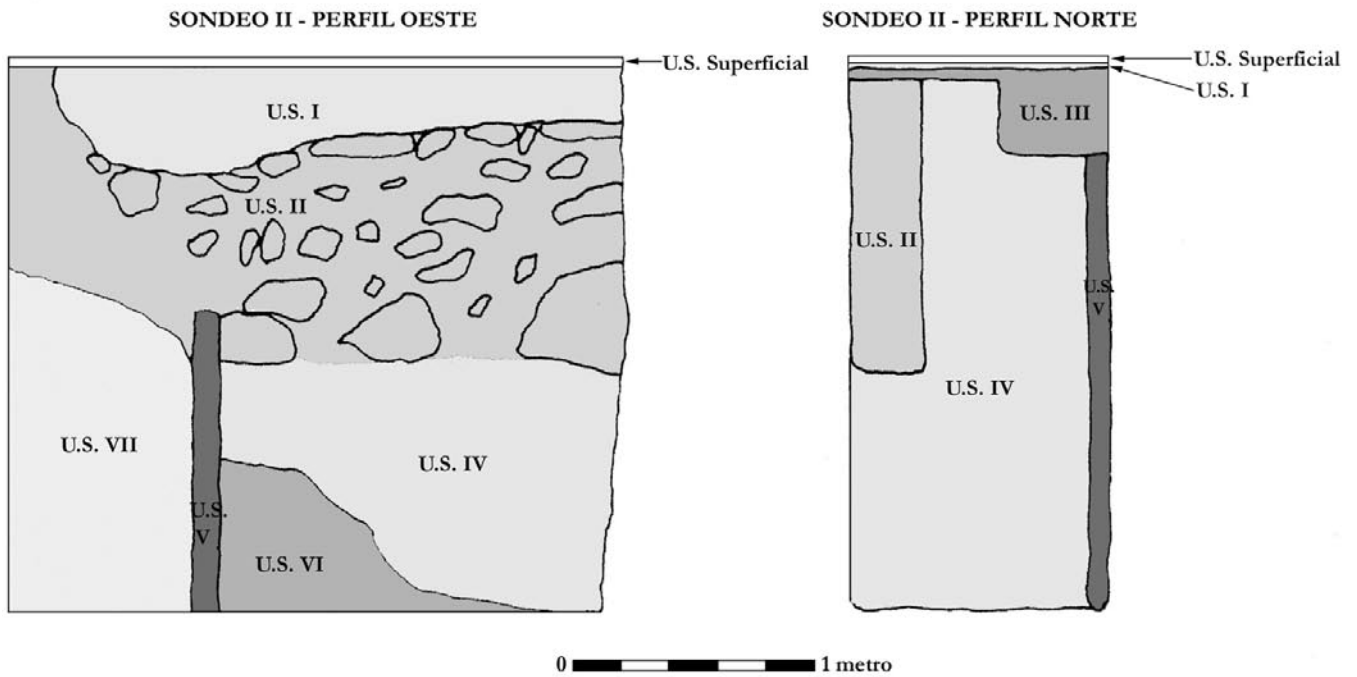 SONDEO II - PERFIL OESTE
U.S. Superficial
U.S. I
U.S. II
U.S. VII
U.S. IV
U.S.
V
U.S. VI
SONDEO II - PERFIL NORTE
U.S. Superficial
U.S. I
U.S. III
U.S. II
U.S.
V
U.S. IV
0 1 metro